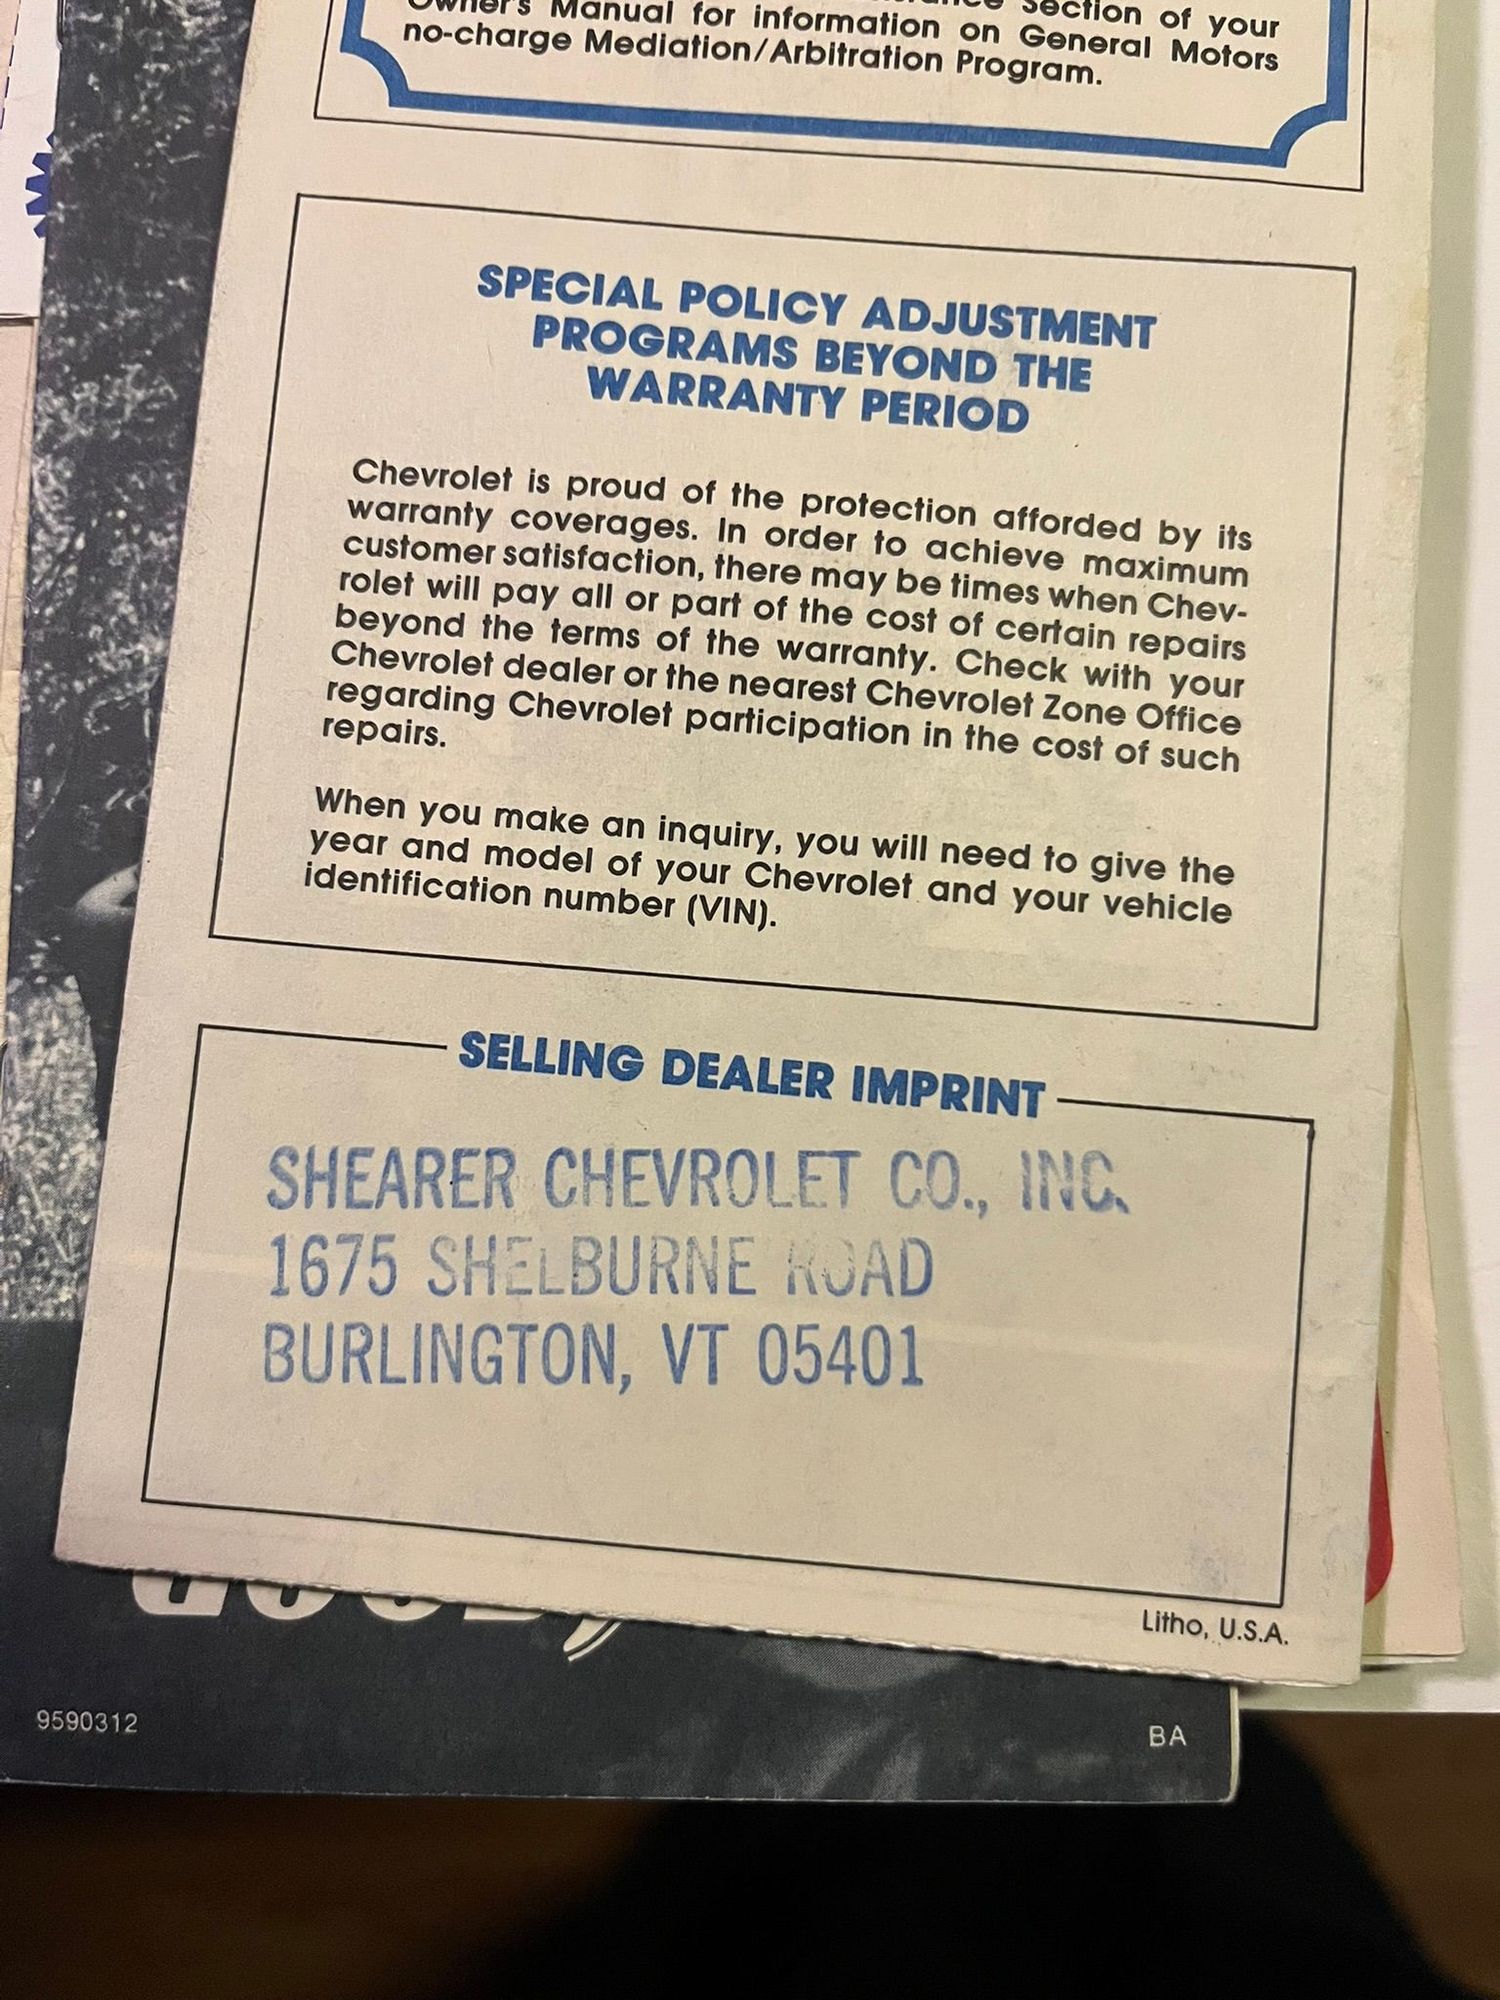 Section of your
Owner's Manual for information on General Motors
no-charge Mediation/Arbitration Program.
SPECIAL POLICY ADJUSTMENT
PROGRAMS BEYOND THE
WARRANTY PERIOD
Chevrolet is proud of the protection afforded by its
warranty coverages. In order to achieve maximum
customer satisfaction, there may be times when Chev-
rolet will pay all or part of the cost of certain repairs
beyond the terms of the warranty. Check with your
Chevrolet dealer or the nearest Chevrolet Zone Office
regarding Chevrolet participation in the cost of such
repairs.
When you make an inquiry, you will need to give the
year and model of your Chevrolet and your vehicle
identification number (VIN).
SELLING DEALER IMPRINT
SHEARER CHEVROLET CO., INC.
1675 SHELBURNE ROAD
BURLINGTON, VT 05401
Litho, U.S.A.
9590312
BA